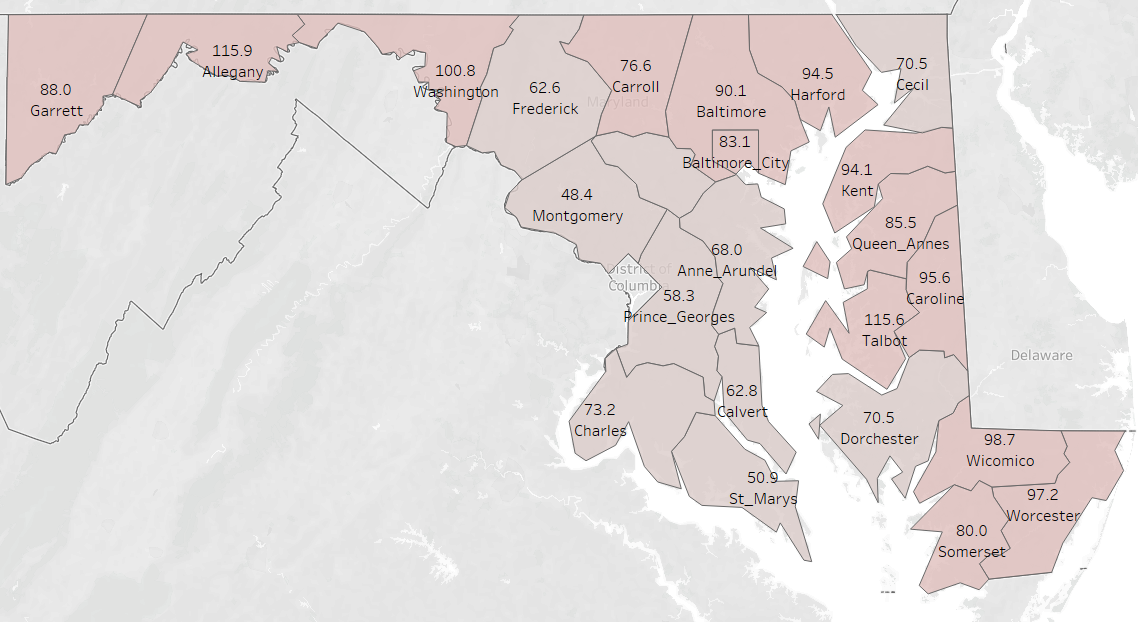 88.0
Garrett
115.9
Allegany
100.8
Washington
62.6
Frederick
76.6
Carroll
Maryland
90.1
Baltimore
83.1
Baltimore_City
94.5
Harford
70.5
Cecil
94.1
Kent
48.4
Montgomery
85.5
Queen_Annes
68.0
Anne_Arundel
District of
Columbia
58.3
Prince_Georges
95.6
Caroline
115.6
Talbot
Delaware
62.8
Calvert
73.2
Charles
70.5
Dorchester
98.7
Wicomico
50.9
St_Marys
97.2
Worcester
80.0
Somerset